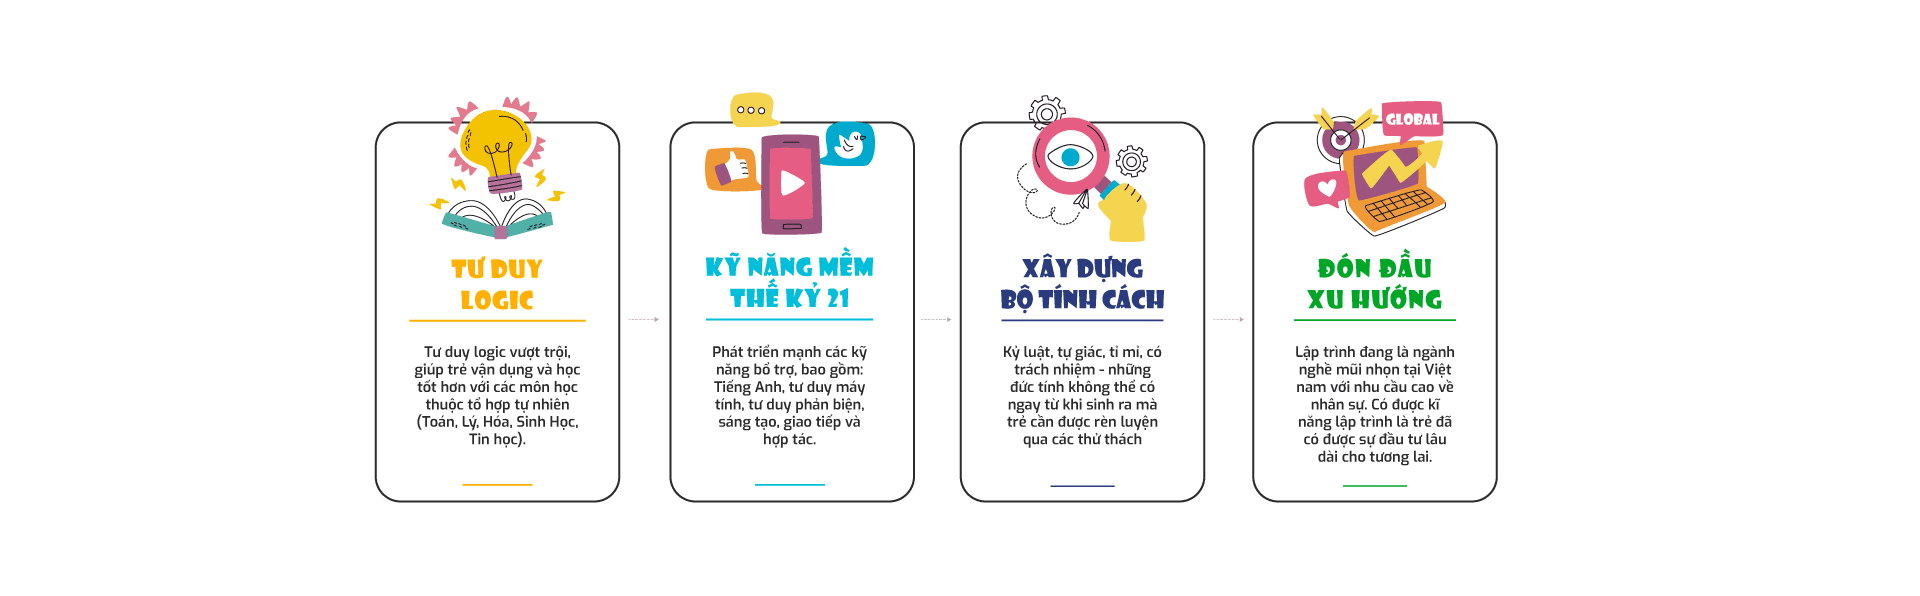 TƯ DUY
LOGIC
Tư duy logic vượt trội,
giúp trẻ vận dụng và học
tốt hơn với các môn học
thuộc tổ hợp tự nhiên
(Toán, Lý, Hóa, Sinh Học,
Tin học).
KỸ NĂNG MỀM
THẾ KỶ 21
Phát triển mạnh các kỹ
năng bổ trợ, bao gồm:
Tiếng Anh, tư duy máy
tính, tư duy phản biện,
sáng tạo, giao tiếp và
hợp tác.
XÂY DỰNG
BỘ TÍNH CÁCH
Kỷ luật, tự giác, tỉ mỉ, có
trách nhiệm - những
đức tính không thể có
ngay từ khi sinh ra mà
trẻ cần được rèn luyện
qua các thử thách
GLOBAL
ĐÓN ĐẦU
XU HƯỚNG
Lập trình đang là ngành
nghề mũi nhọn tại Việt
nam với nhu cầu cao về
nhân sự. Có được kĩ
năng lập trình là trẻ đã
có được sự đầu tư lâu
dài cho tương lai.